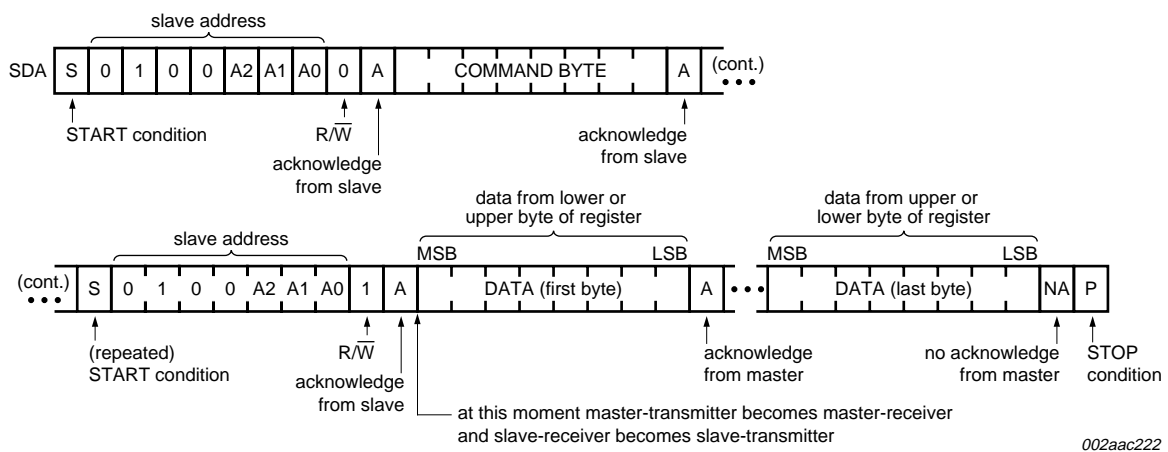 slave address
SDA S 0 1 0 0 A2 A1 A0 0 A COMMAND BYTE A (cont.)
START condition
R/W̅
acknowledge
from slave
acknowledge
from slave
data from lower or
upper byte of register
data from upper or
lower byte of register
slave address
MSB LSB MSB LSB
(cont.) S 0 1 0 0 A2 A1 A0 1 A DATA (first byte) A DATA (last byte) NA P
(repeated)
START condition
R/W̅
acknowledge
from slave
acknowledge
from master
no acknowledge
from master
STOP
condition
at this moment master-transmitter becomes master-receiver
and slave-receiver becomes slave-transmitter
002aac222